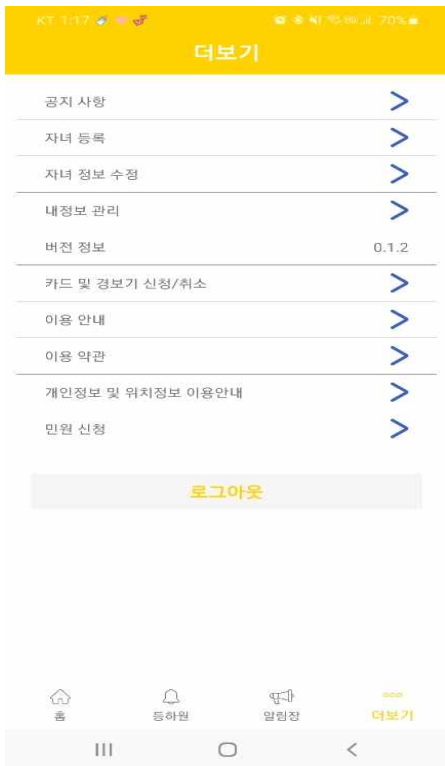 KT 1:17 70%
더보기
공지 사항 >
자녀 등록 >
자녀 정보 수정 >
내정보 관리 >
버전 정보 0.1.2
카드 및 경보기 신청/취소 >
이용 안내 >
이용 약관 >
개인정보 및 위치정보 이용안내 >
민원 신청 >
로그아웃
홈 등하원 알림장 더보기